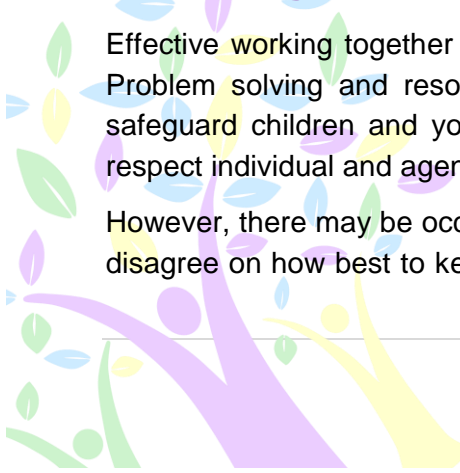 Effective working together
Problem solving and reso
safeguard children and yo
respect individual and agen
However, there may be occ
disagree on how best to ke